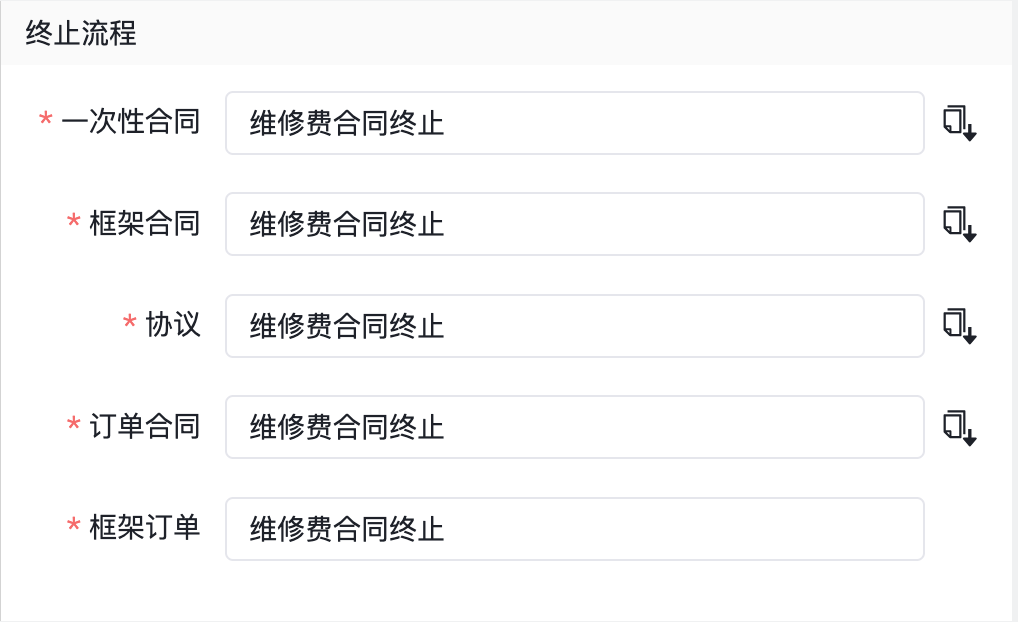 终止流程
* 一次性合同 维修费合同终止
* 框架合同 维修费合同终止
* 协议 维修费合同终止
* 订单合同 维修费合同终止
* 框架订单 维修费合同终止